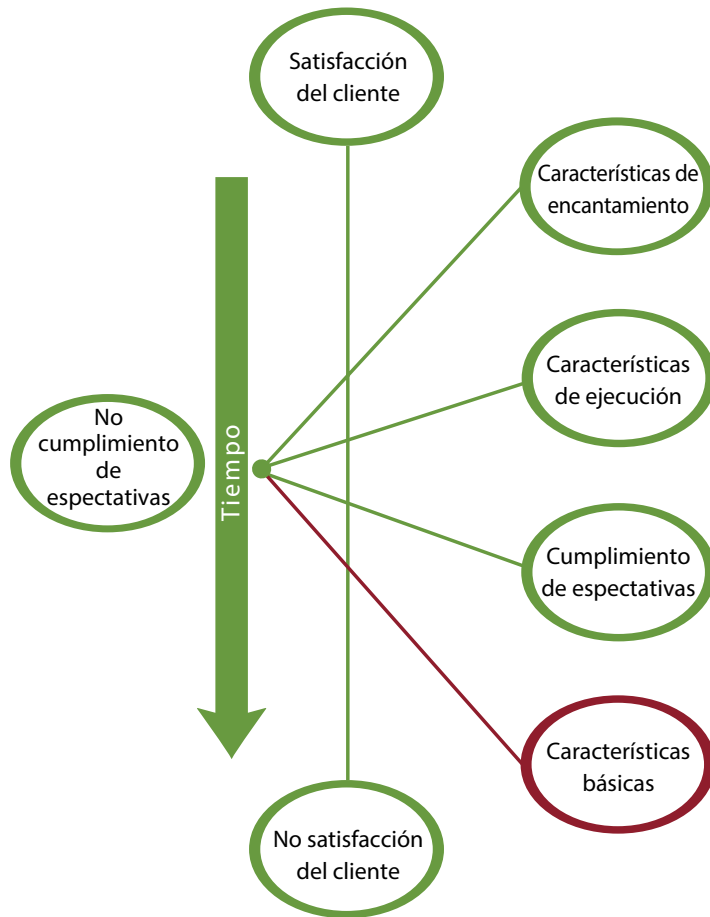 Satisfacción
del cliente
Características de
encantamiento
Características
de ejecución
No
cumplimiento
de
espectativas
Tiempo
Cumplimiento
de espectativas
Características
básicas
No satisfacción
del cliente